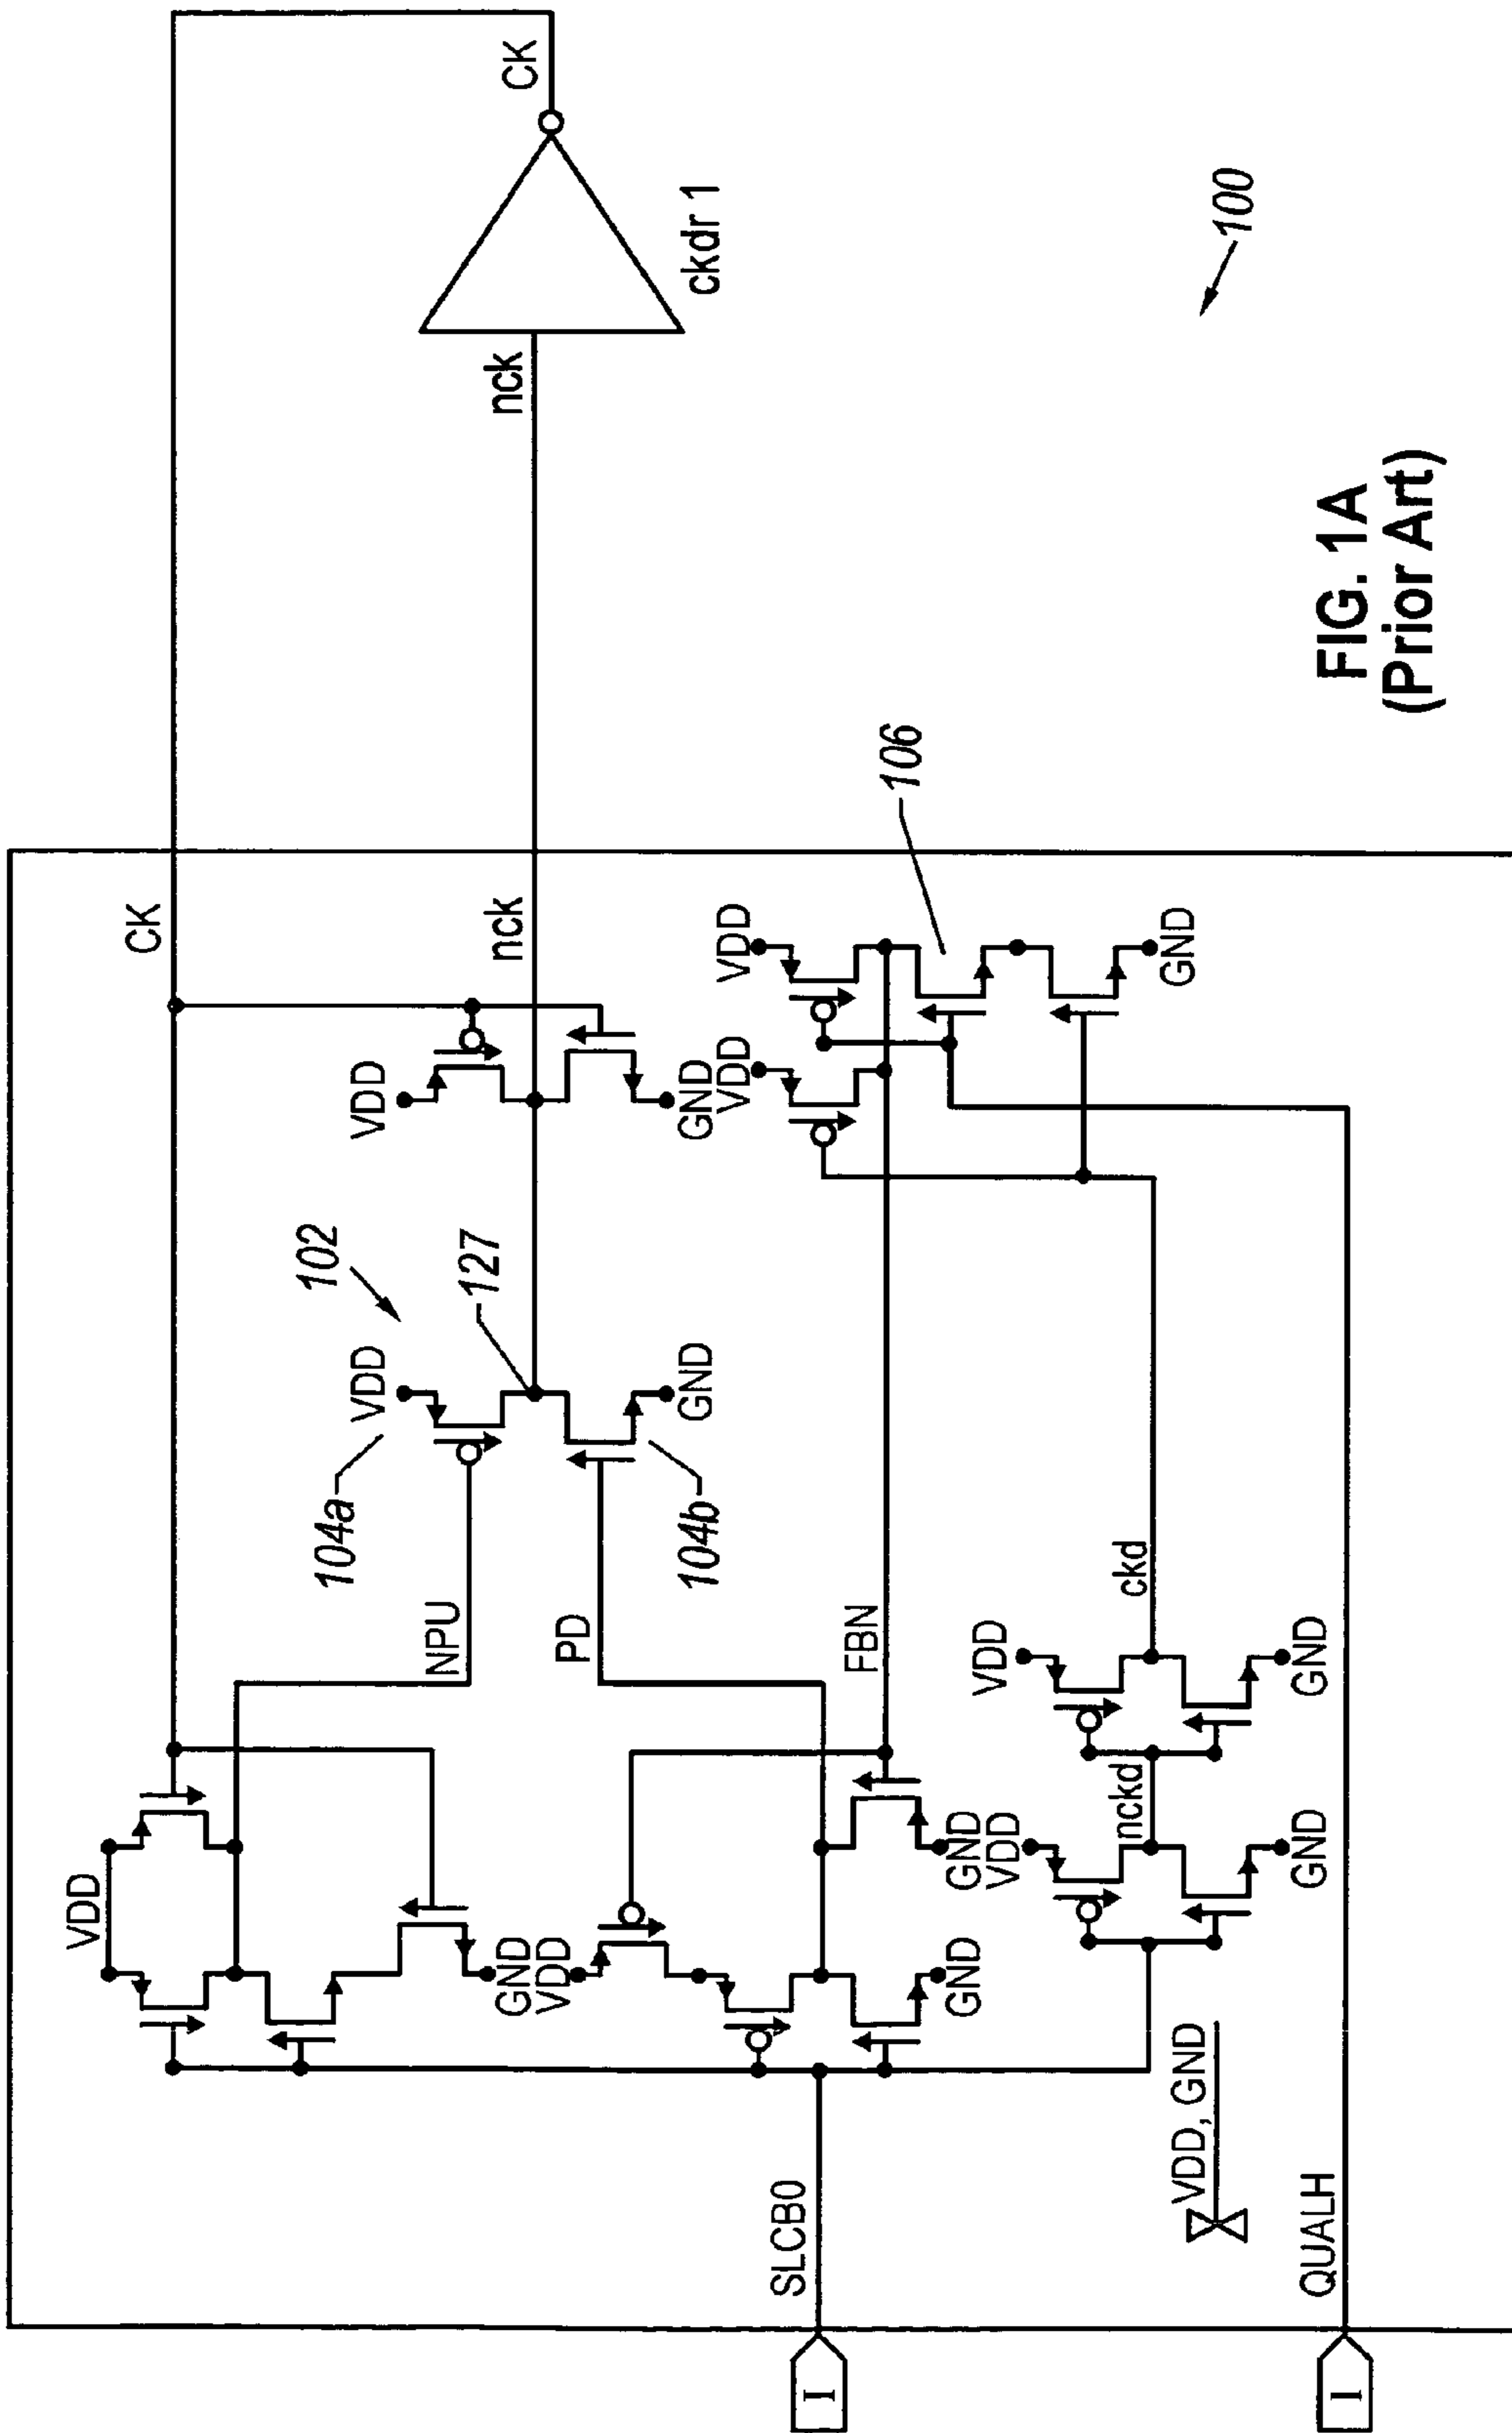 CK
CK
nck
nck
ckdr 1
100
102
104a
104b
127
106
VDD
VDD
VDD
NPU
PD
FBN
GND
GND
GND
VDD
GND
GND
VDD
VDD
VDD
GND
VDD
nckd
ckd
GND
GND
VDD
GND
SLCB0
QUALH
VDD, GND
I
I
FIG. 1A
(Prior Art)